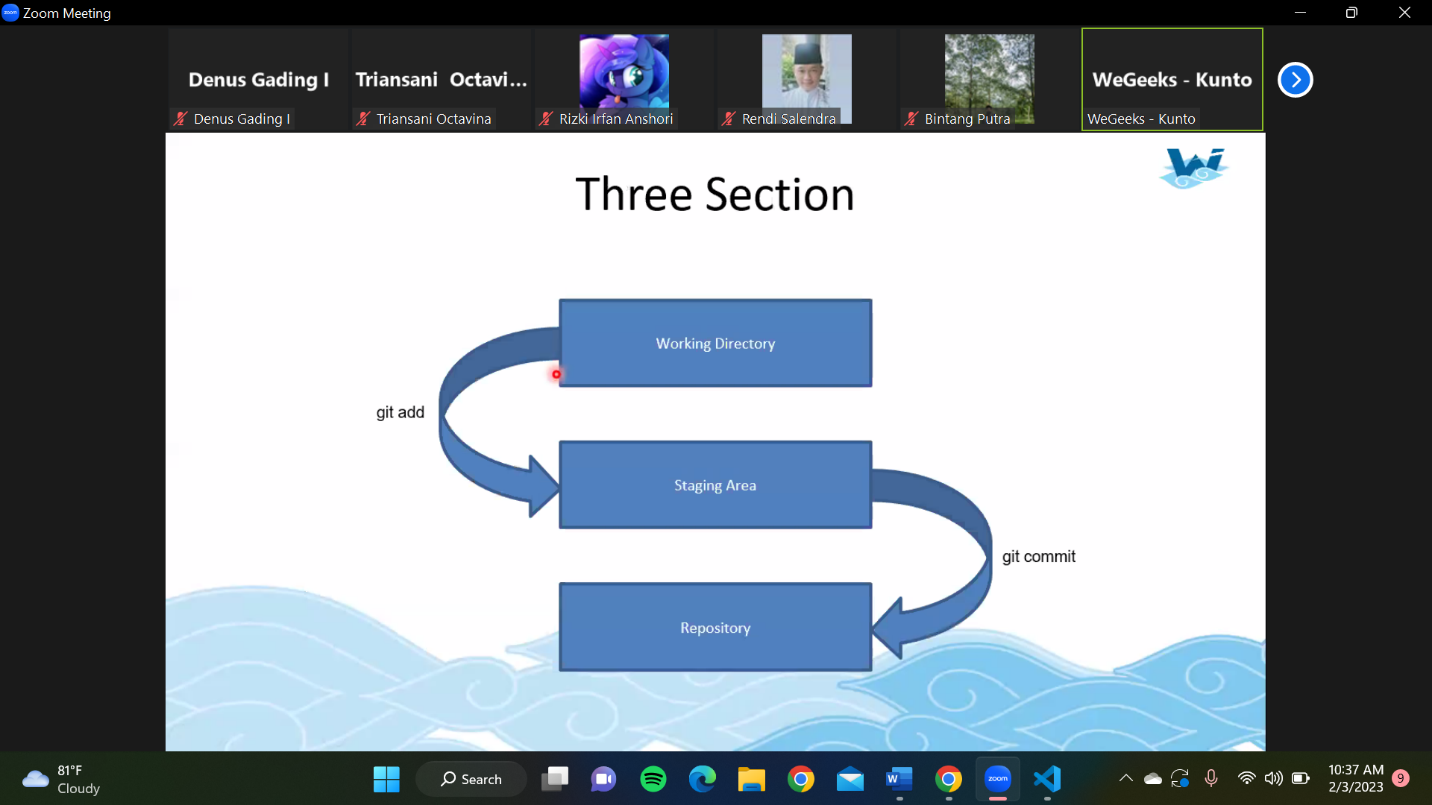 Zoom Meeting
Denus Gading I
Triansani Octavi...
WeGeeks - Kunto
Denus Gading I
Triansani Octavina
Rizki Irfan Anshori
Rendi Salendra
Bintang Putra
WeGeeks - Kunto
Three Section
Working Directory
git add
Staging Area
git commit
Repository
81°F
Cloudy
Search
zoom
10:37 AM
2/3/2023
9